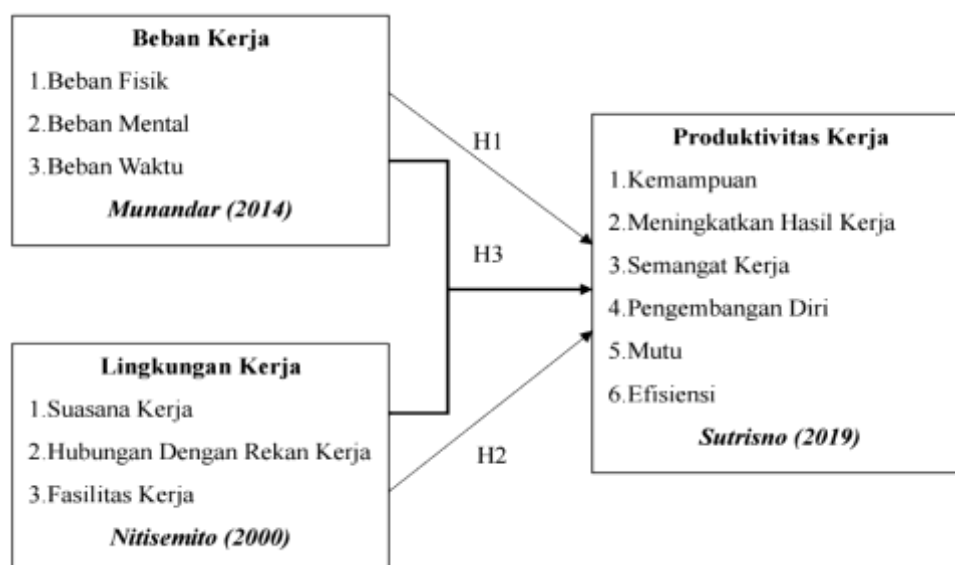 Beban Kerja
1.Beban Fisik
2.Beban Mental
3.Beban Waktu
Munandar (2014)
H1
H3
H2
Lingkungan Kerja
1.Suasana Kerja
2.Hubungan Dengan Rekan Kerja
3.Fasilitas Kerja
Nitisemito (2000)
Produktivitas Kerja
1.Kemampuan
2.Meningkatkan Hasil Kerja
3.Semangat Kerja
4.Pengembangan Diri
5.Mutu
6.Efisiensi
Sutrisno (2019)